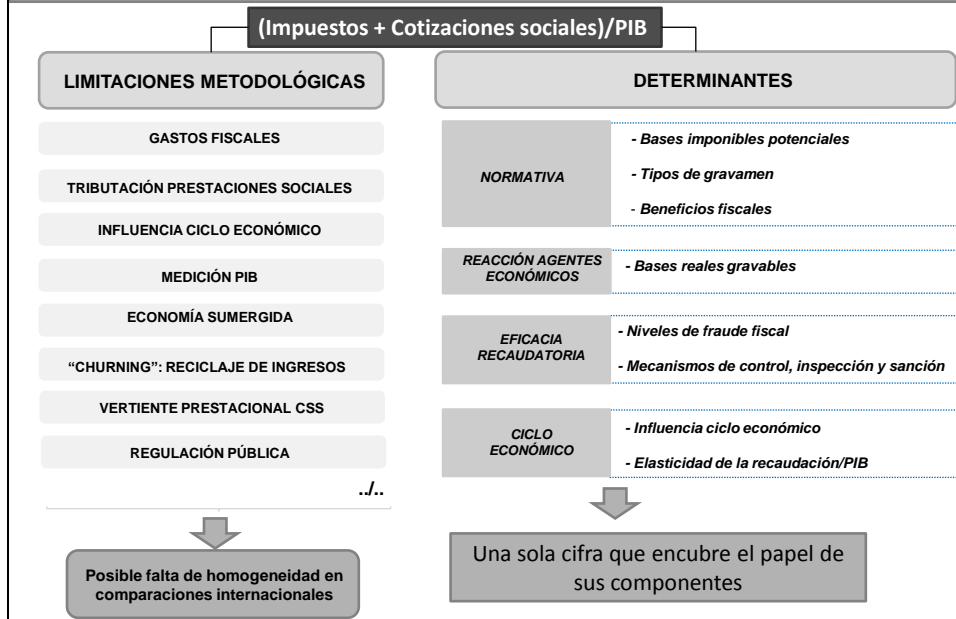 (Impuestos + Cotizaciones sociales)/PIB
LIMITACIONES METODOLÓGICAS
GASTOS FISCALES
TRIBUTACIÓN PRESTACIONES SOCIALES
INFLUENCIA CICLO ECONÓMICO
MEDICIÓN PIB
ECONOMÍA SUMERGIDA
“CHURNING”: RECICLAJE DE INGRESOS
VERTIENTE PRESTACIONAL CSS
REGULACIÓN PÚBLICA
../..
Posible falta de homogeneidad en
comparaciones internacionales
DETERMINANTES
NORMATIVA
- Bases imponibles potenciales
- Tipos de gravamen
- Beneficios fiscales
REACCIÓN AGENTES
ECONÓMICOS
- Bases reales gravables
EFICACIA
RECAUDATORIA
- Niveles de fraude fiscal
- Mecanismos de control, inspección y sanción
CICLO
ECONÓMICO
- Influencia ciclo económico
- Elasticidad de la recaudación/PIB
Una sola cifra que encubre el papel de
sus componentes